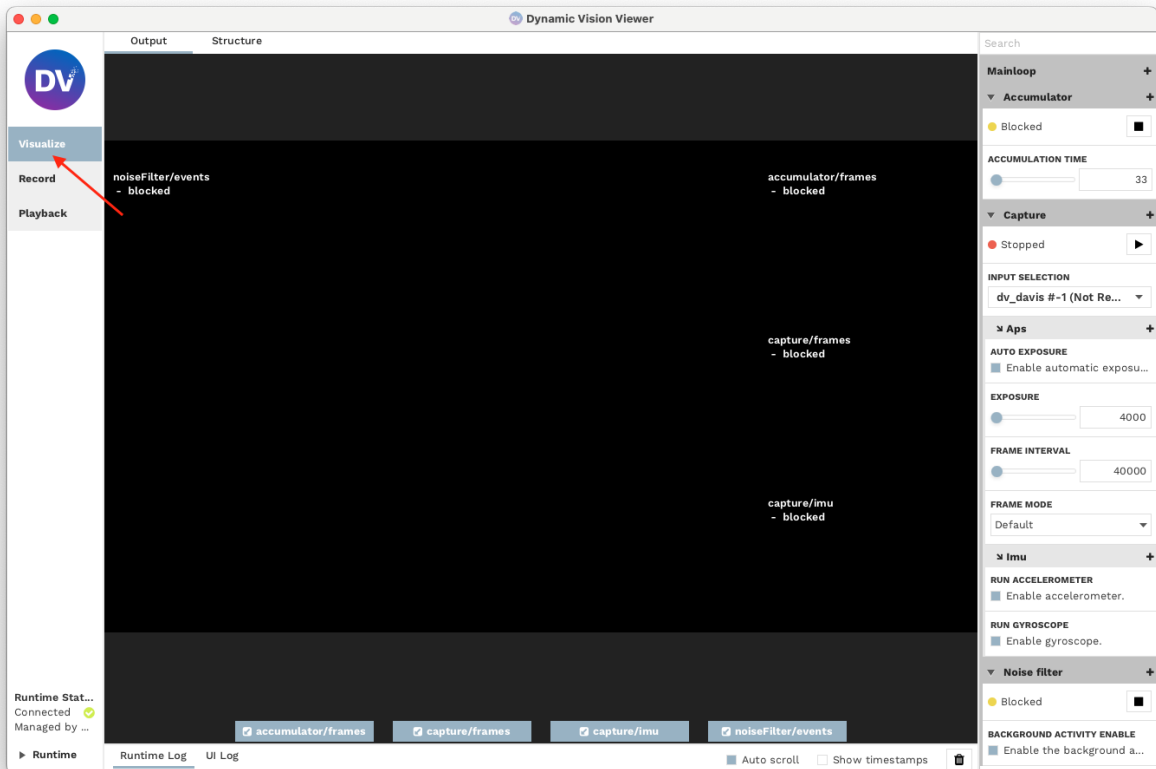 Dynamic Vision Viewer
DV
Visualize
Record
Playback
Runtime Stat...
Connected
Managed by ...
Runtime
Output
Structure
noiseFilter/events
- blocked
accumulator/frames
- blocked
capture/frames
- blocked
capture/imu
- blocked
accumulator/frames
capture/frames
capture/imu
noiseFilter/events
Runtime Log
UI Log
Auto scroll
Show timestamps
Search
Mainloop +
Accumulator +
Blocked
ACCUMULATION TIME
33
Capture +
Stopped
INPUT SELECTION
dv_davis #-1 (Not Re...
Aps +
AUTO EXPOSURE
Enable automatic exposu...
EXPOSURE
4000
FRAME INTERVAL
40000
FRAME MODE
Default
Imu +
RUN ACCELEROMETER
Enable accelerometer.
RUN GYROSCOPE
Enable gyroscope.
Noise filter +
Blocked
BACKGROUND ACTIVITY ENABLE
Enable the background a...